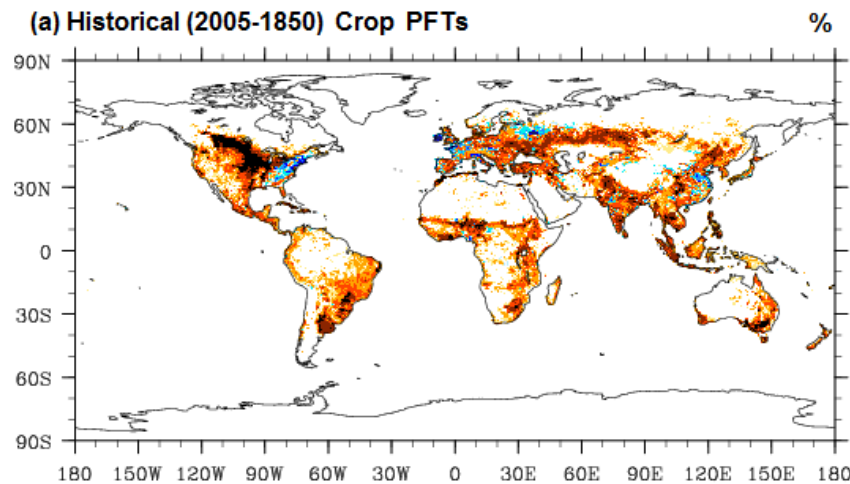 (a) Historical (2005-1850) Crop PFTs %
90N
60N
30N
0
30S
60S
90S
180 150W 120W 90W 60W 30W 0 30E 60E 90E 120E 150E 180